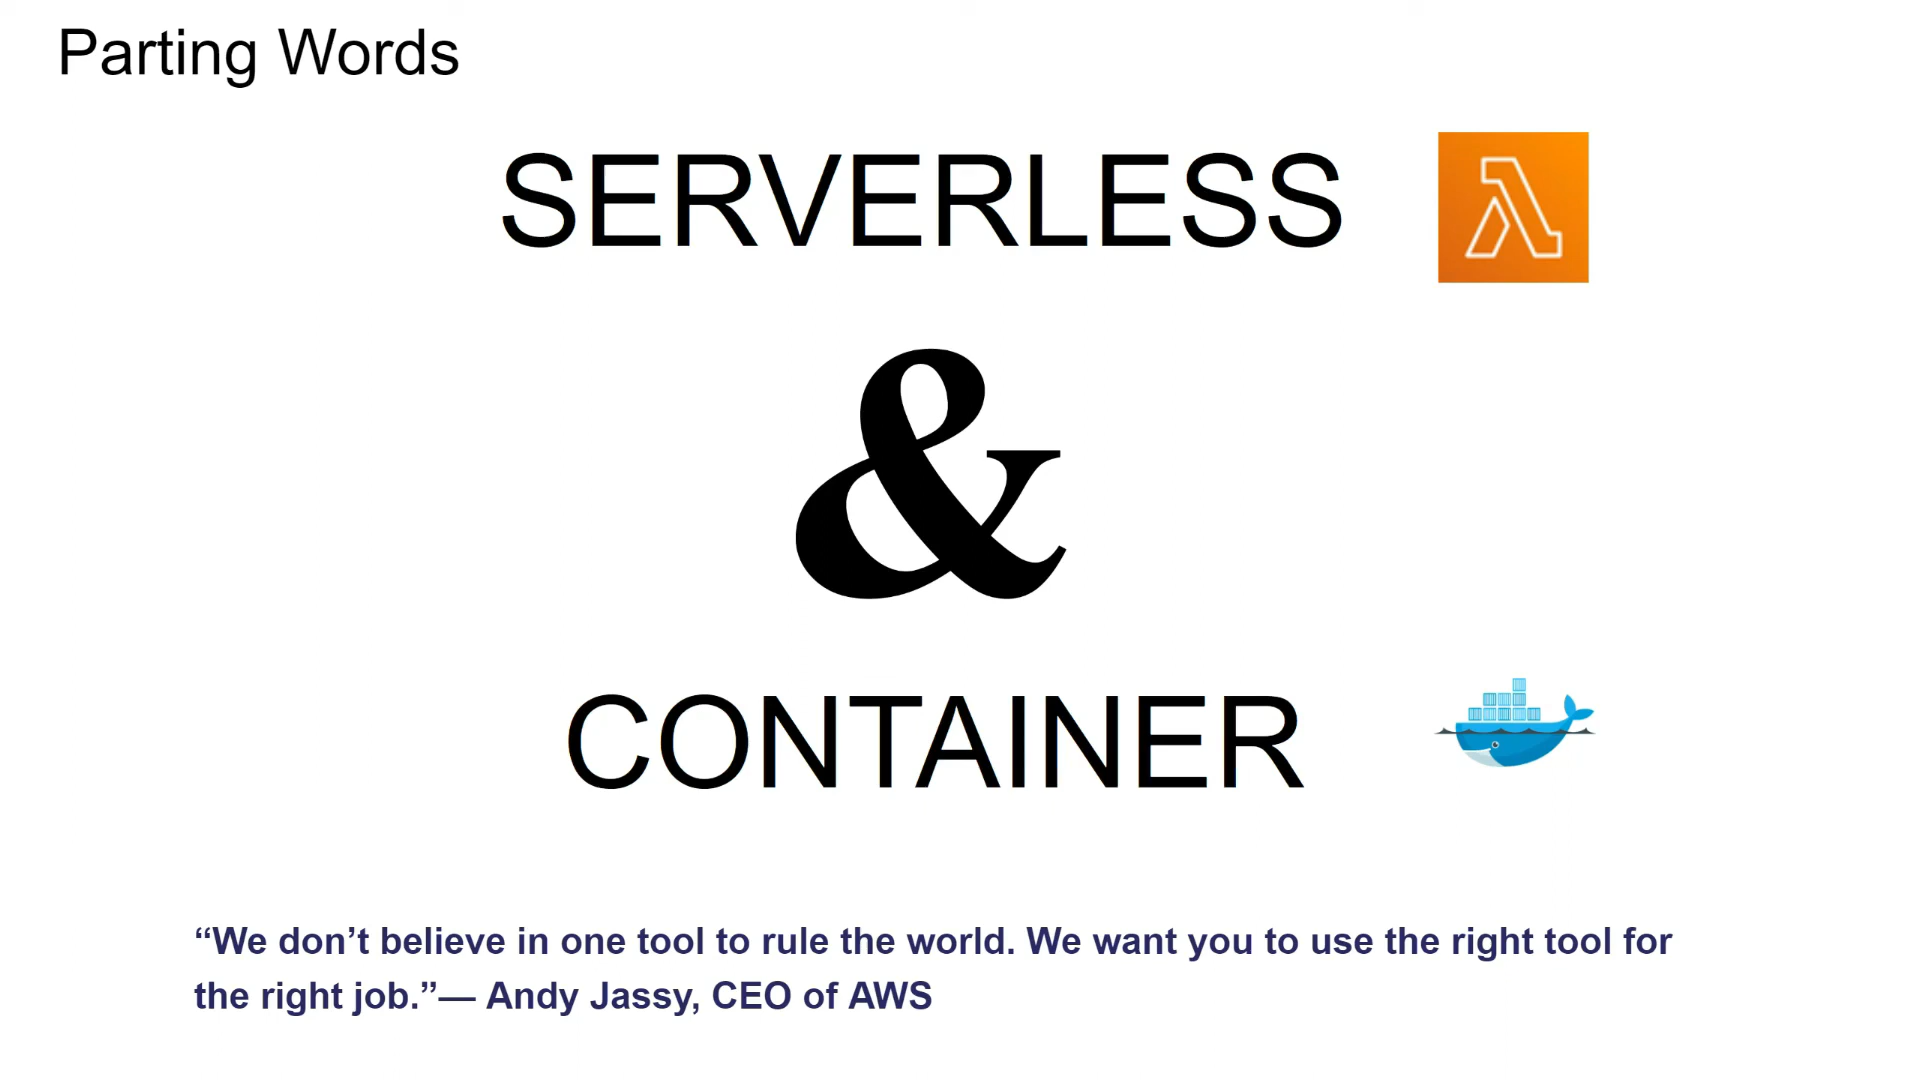 Parting Words
SERVERLESS
&
CONTAINER
“We don’t believe in one tool to rule the world. We want you to use the right tool for
the right job.”— Andy Jassy, CEO of AWS